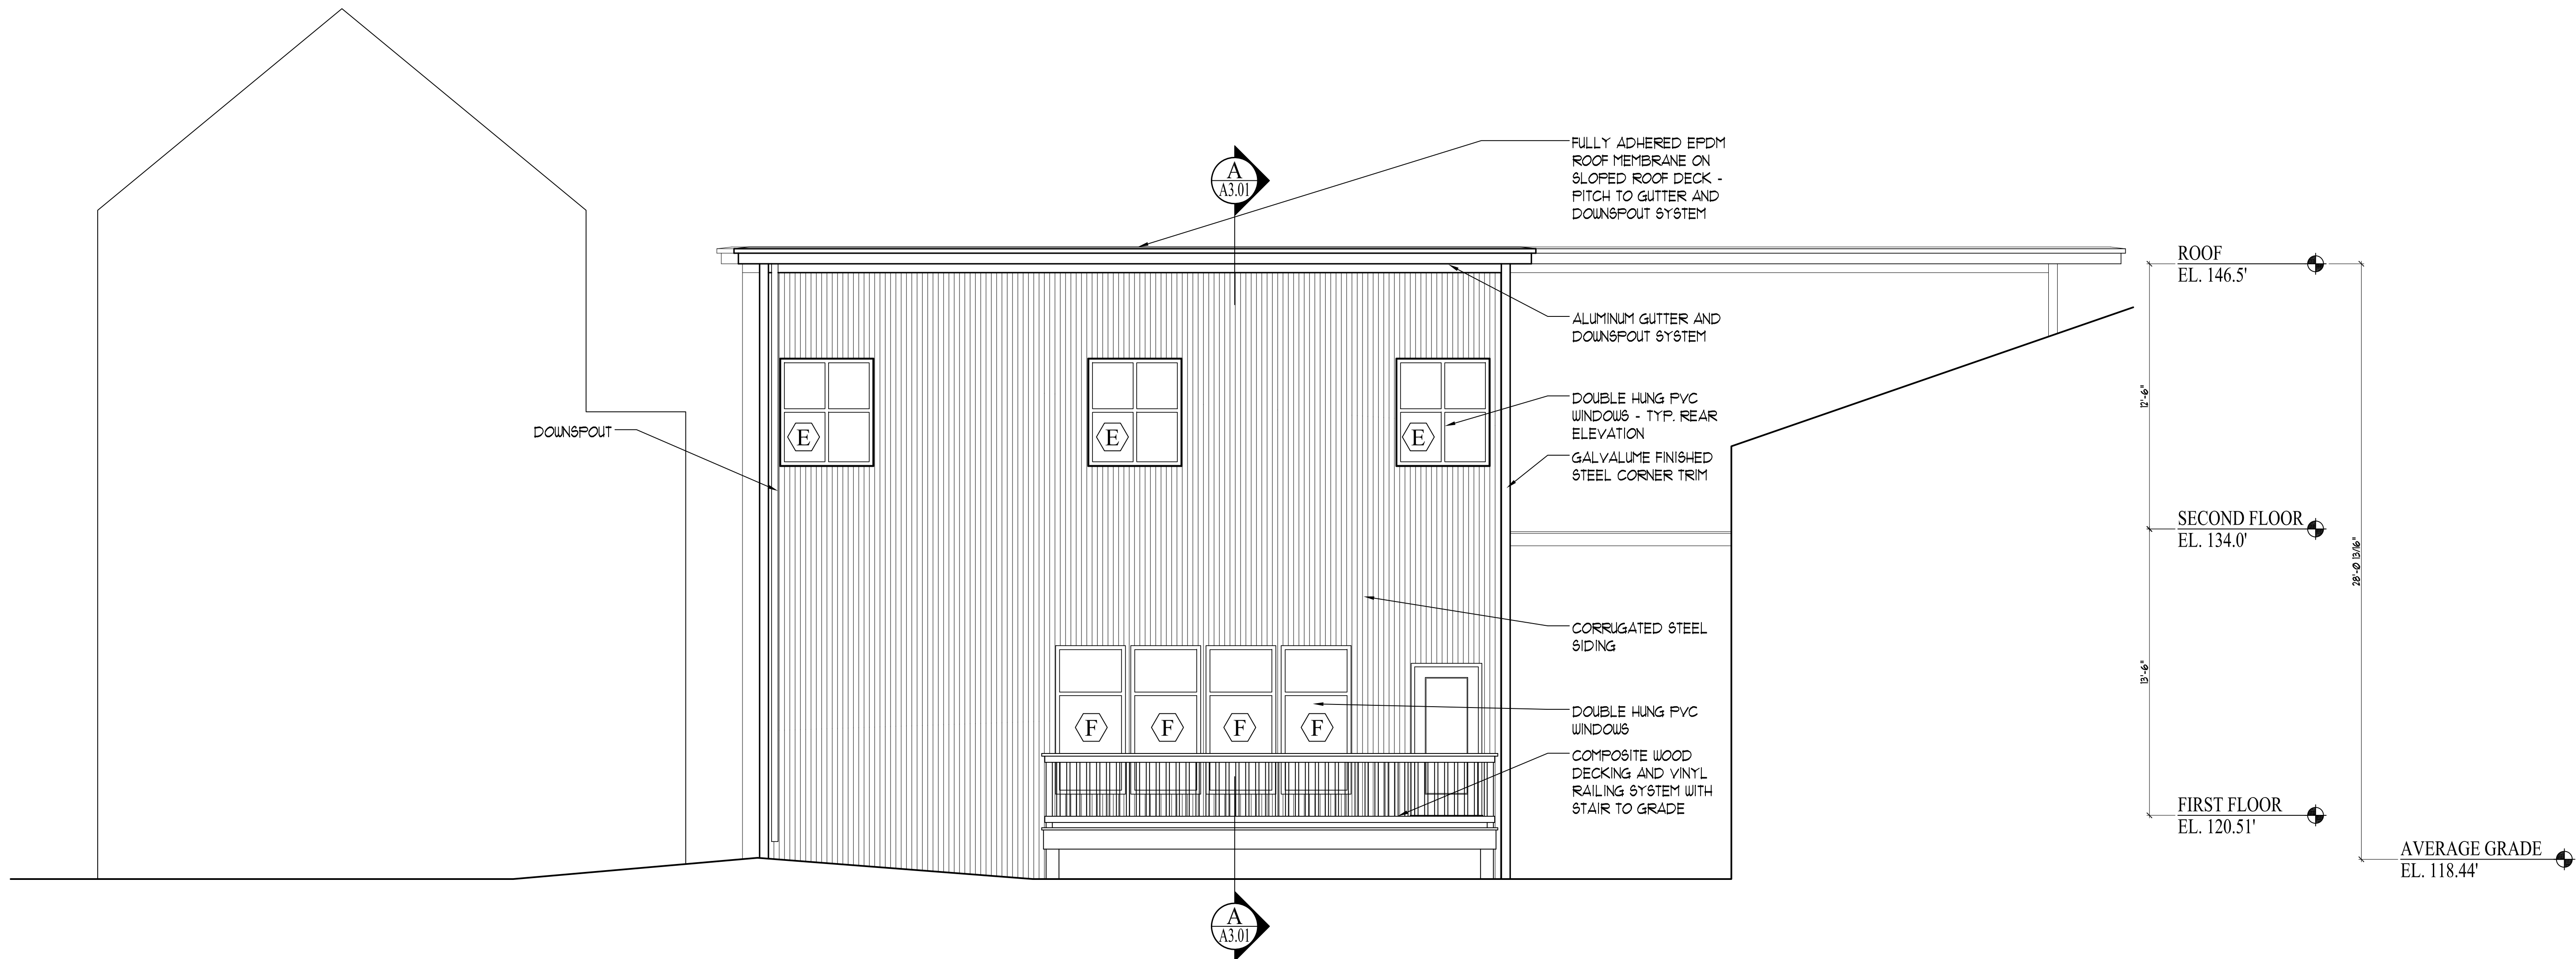 A
A3.01
FULLY ADHERED EPDM
ROOF MEMBRANE ON
SLOPED ROOF DECK -
PITCH TO GUTTER AND
DOWNSPOUT SYSTEM
ROOF
EL. 146.5'
ALUMINUM GUTTER AND
DOWNSPOUT SYSTEM
12'-6"
DOUBLE HUNG PVC
WINDOWS - TYP. REAR
ELEVATION
DOWNSPOUT
E
E
E
GALVALUME FINISHED
STEEL CORNER TRIM
SECOND FLOOR
EL. 134.0'
28'-0 13/16"
CORRUGATED STEEL
SIDING
13'-6"
DOUBLE HUNG PVC
WINDOWS
F
F
F
F
COMPOSITE WOOD
DECKING AND VINYL
RAILING SYSTEM WITH
STAIR TO GRADE
FIRST FLOOR
EL. 120.51'
AVERAGE GRADE
EL. 118.44'
A
A3.01